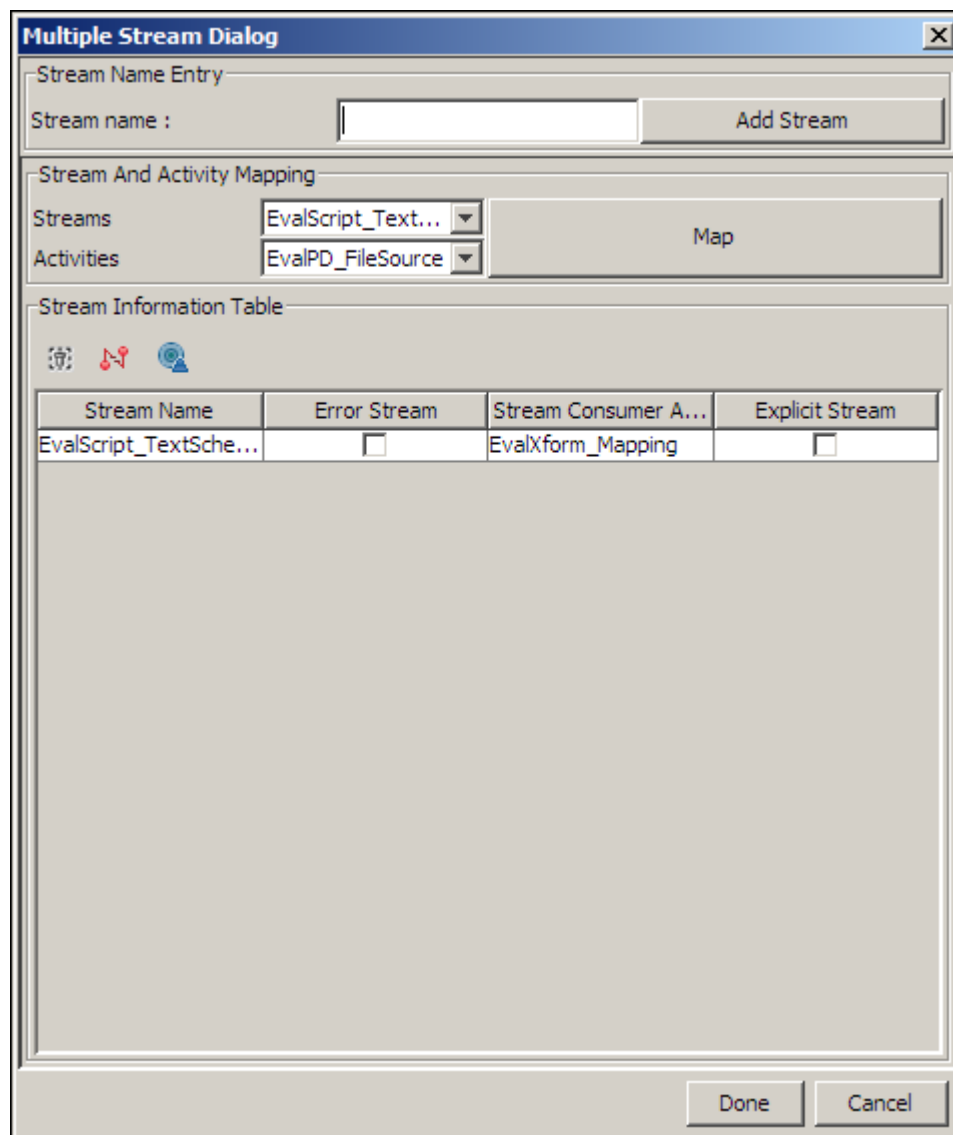 Multiple Stream Dialog
Stream Name Entry
Stream name :
Add Stream
Stream And Activity Mapping
Streams
EvalScript_Text...
Activities
EvalPD_FileSource
Map
Stream Information Table
Stream Name Error Stream Stream Consumer A... Explicit Stream
EvalScript_TextSche... EvalXform_Mapping
Done Cancel